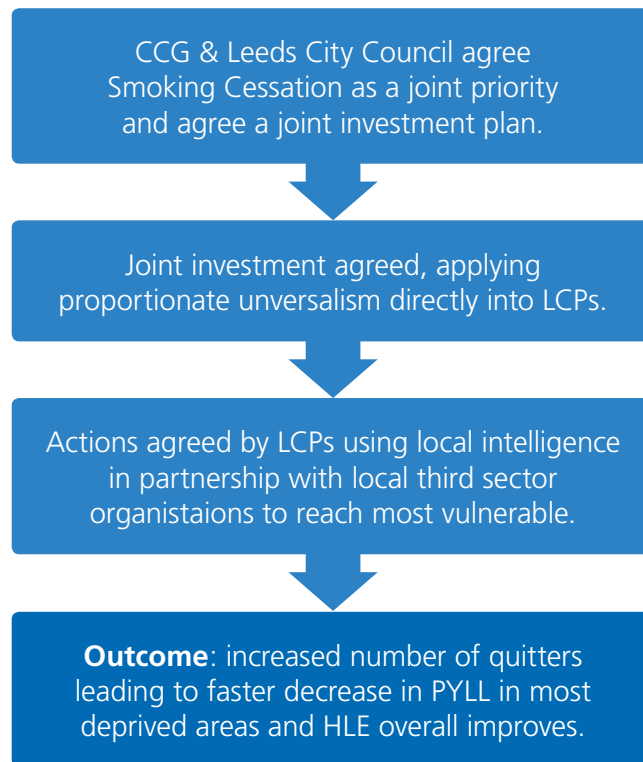 CCG & Leeds City Council agree
Smoking Cessation as a joint priority
and agree a joint investment plan.
Joint investment agreed, applying
proportionate unversalism directly into LCPs.
Actions agreed by LCPs using local intelligence
in partnership with local third sector
organistaions to reach most vulnerable.
Outcome: increased number of quitters
leading to faster decrease in PYLL in most
deprived areas and HLE overall improves.